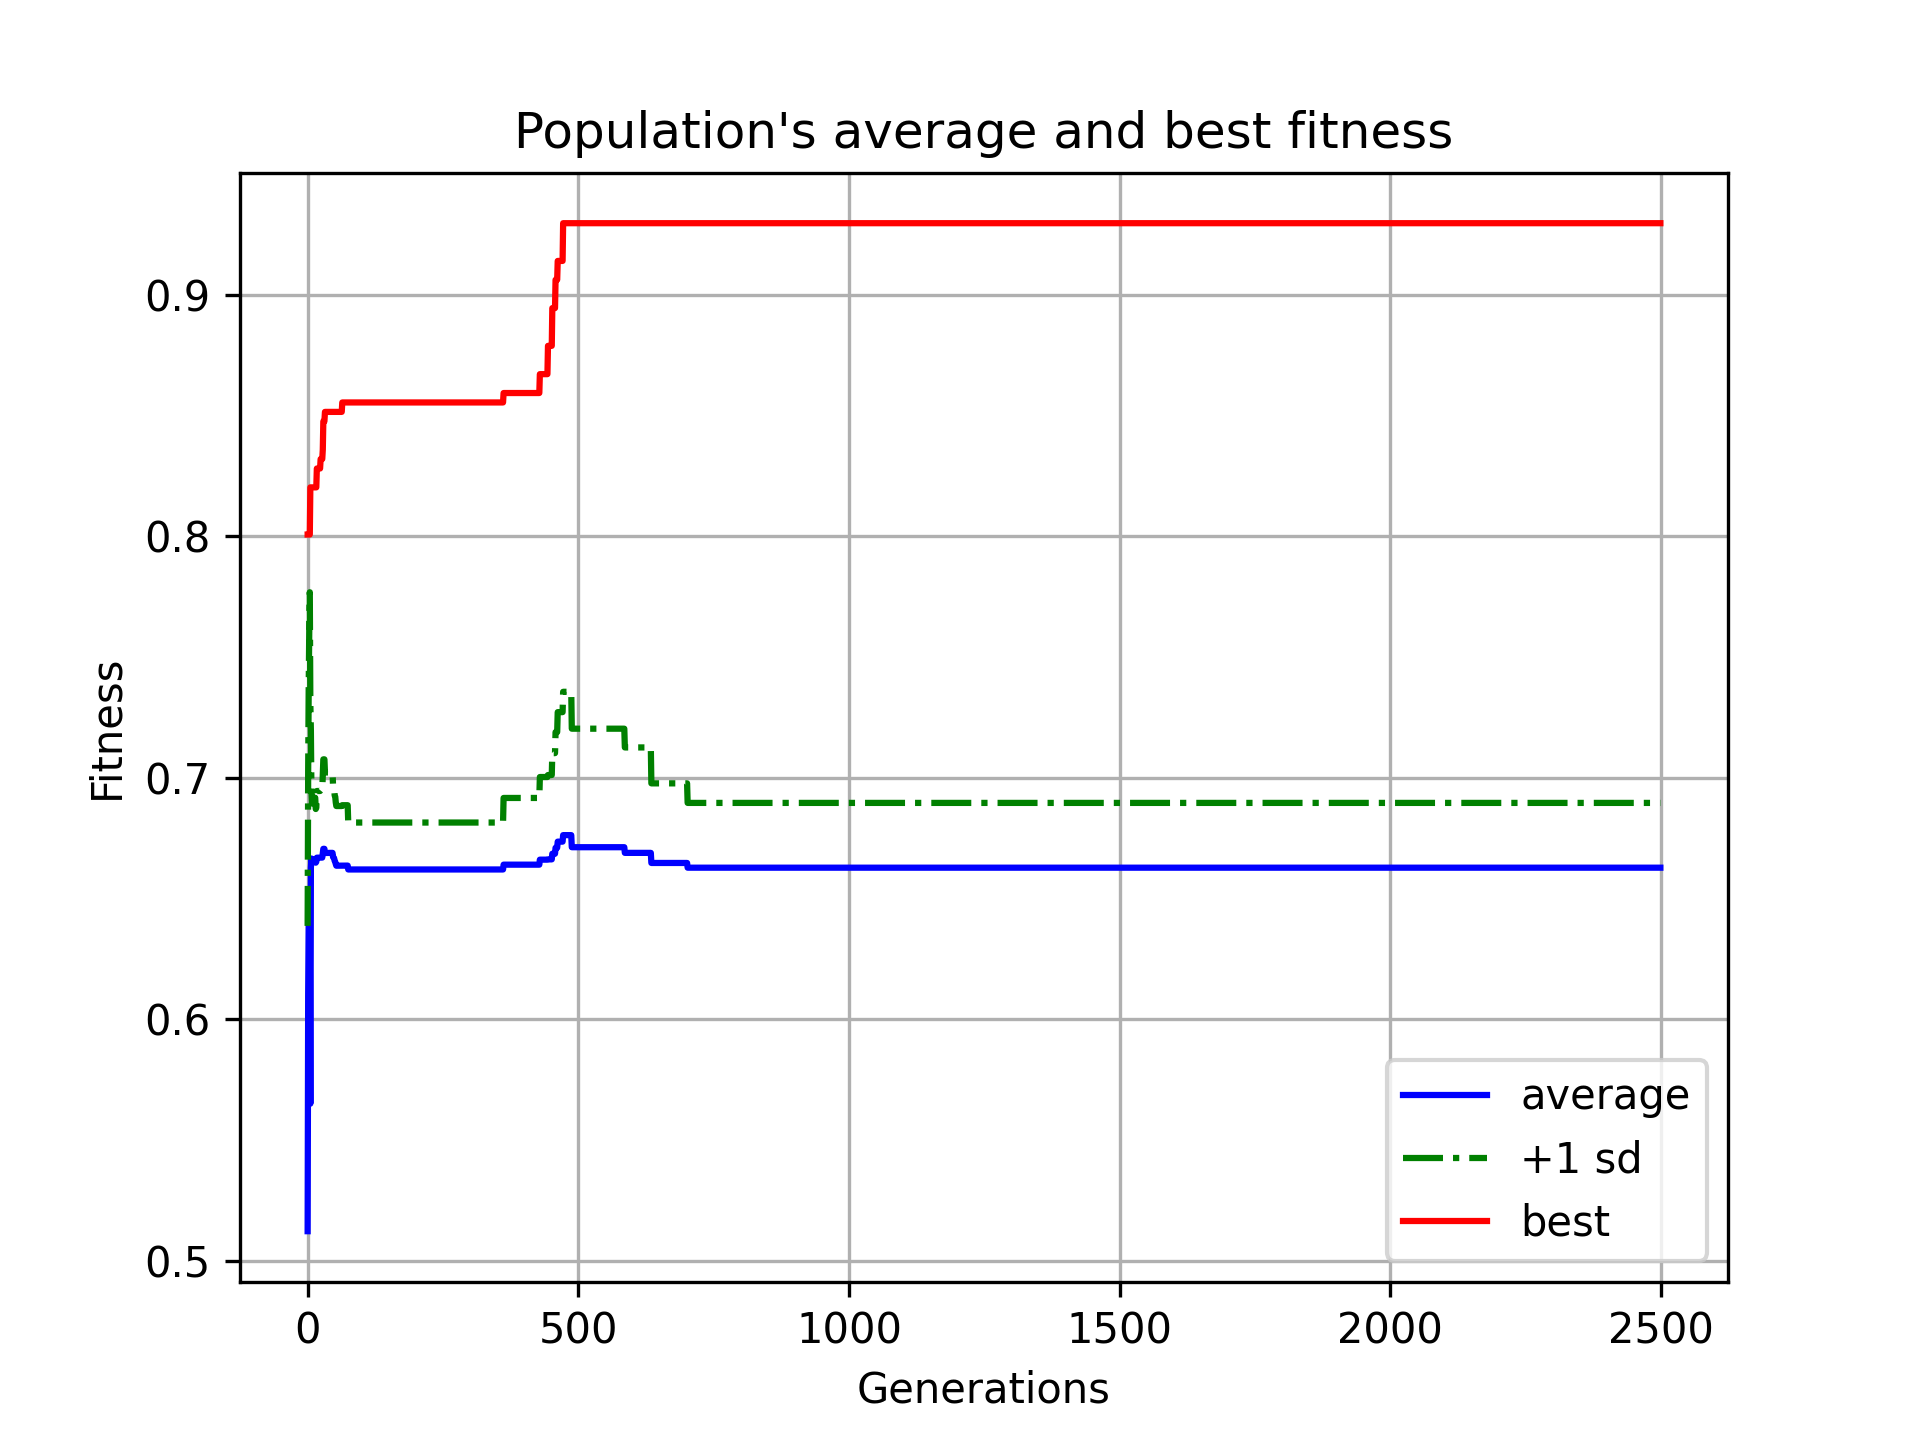 Population's average and best fitness
Fitness
0.9
0.8
0.7
0.6
0.5
0
500
1000
1500
2000
2500
Generations
average
+1 sd
best